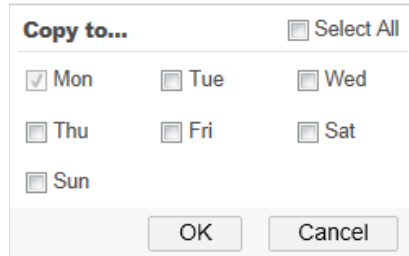 Copy to... Select All
Mon Tue Wed
Thu Fri Sat
Sun
OK Cancel